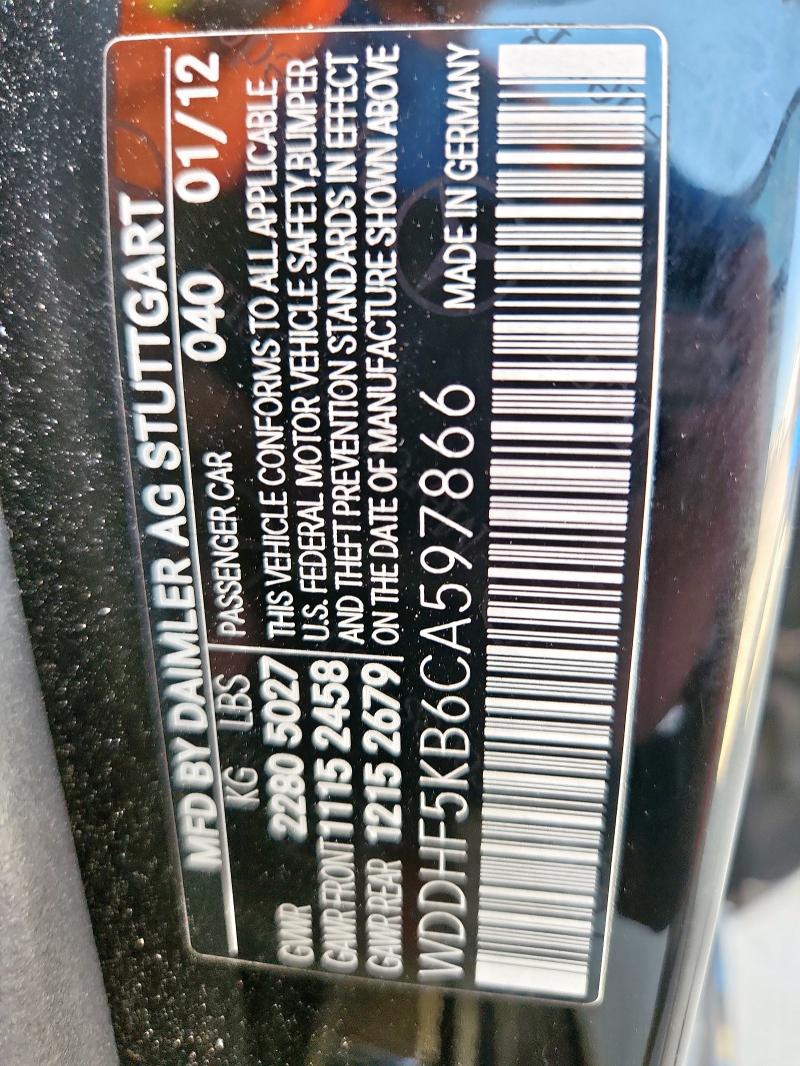 MFD BY DAIMLER AG STUTTGART
040 01/12
KG LBS PASSENGER CAR
GWR 2280 5027 THIS VEHICLE CONFORMS TO ALL APPLICABLE
GAWR FRONT 1115 2458 U.S. FEDERAL MOTOR VEHICLE SAFETY,BUMPER
GAWR REAR 1215 2679 AND THEFT PREVENTION STANDARDS IN EFFECT
ON THE DATE OF MANUFACTURE SHOWN ABOVE
WDDHF5KB6CA597866 MADE IN GERMANY